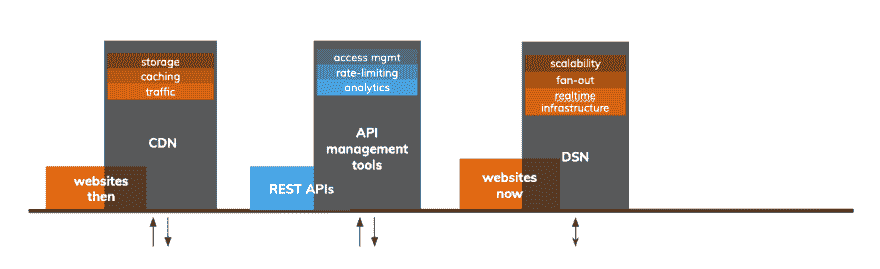 storage
caching
traffic
CDN
websites
then
access mgmt
rate-limiting
analytics
API
management
tools
REST APIs
scalability
fan-out
realtime
infrastructure
DSN
websites
now